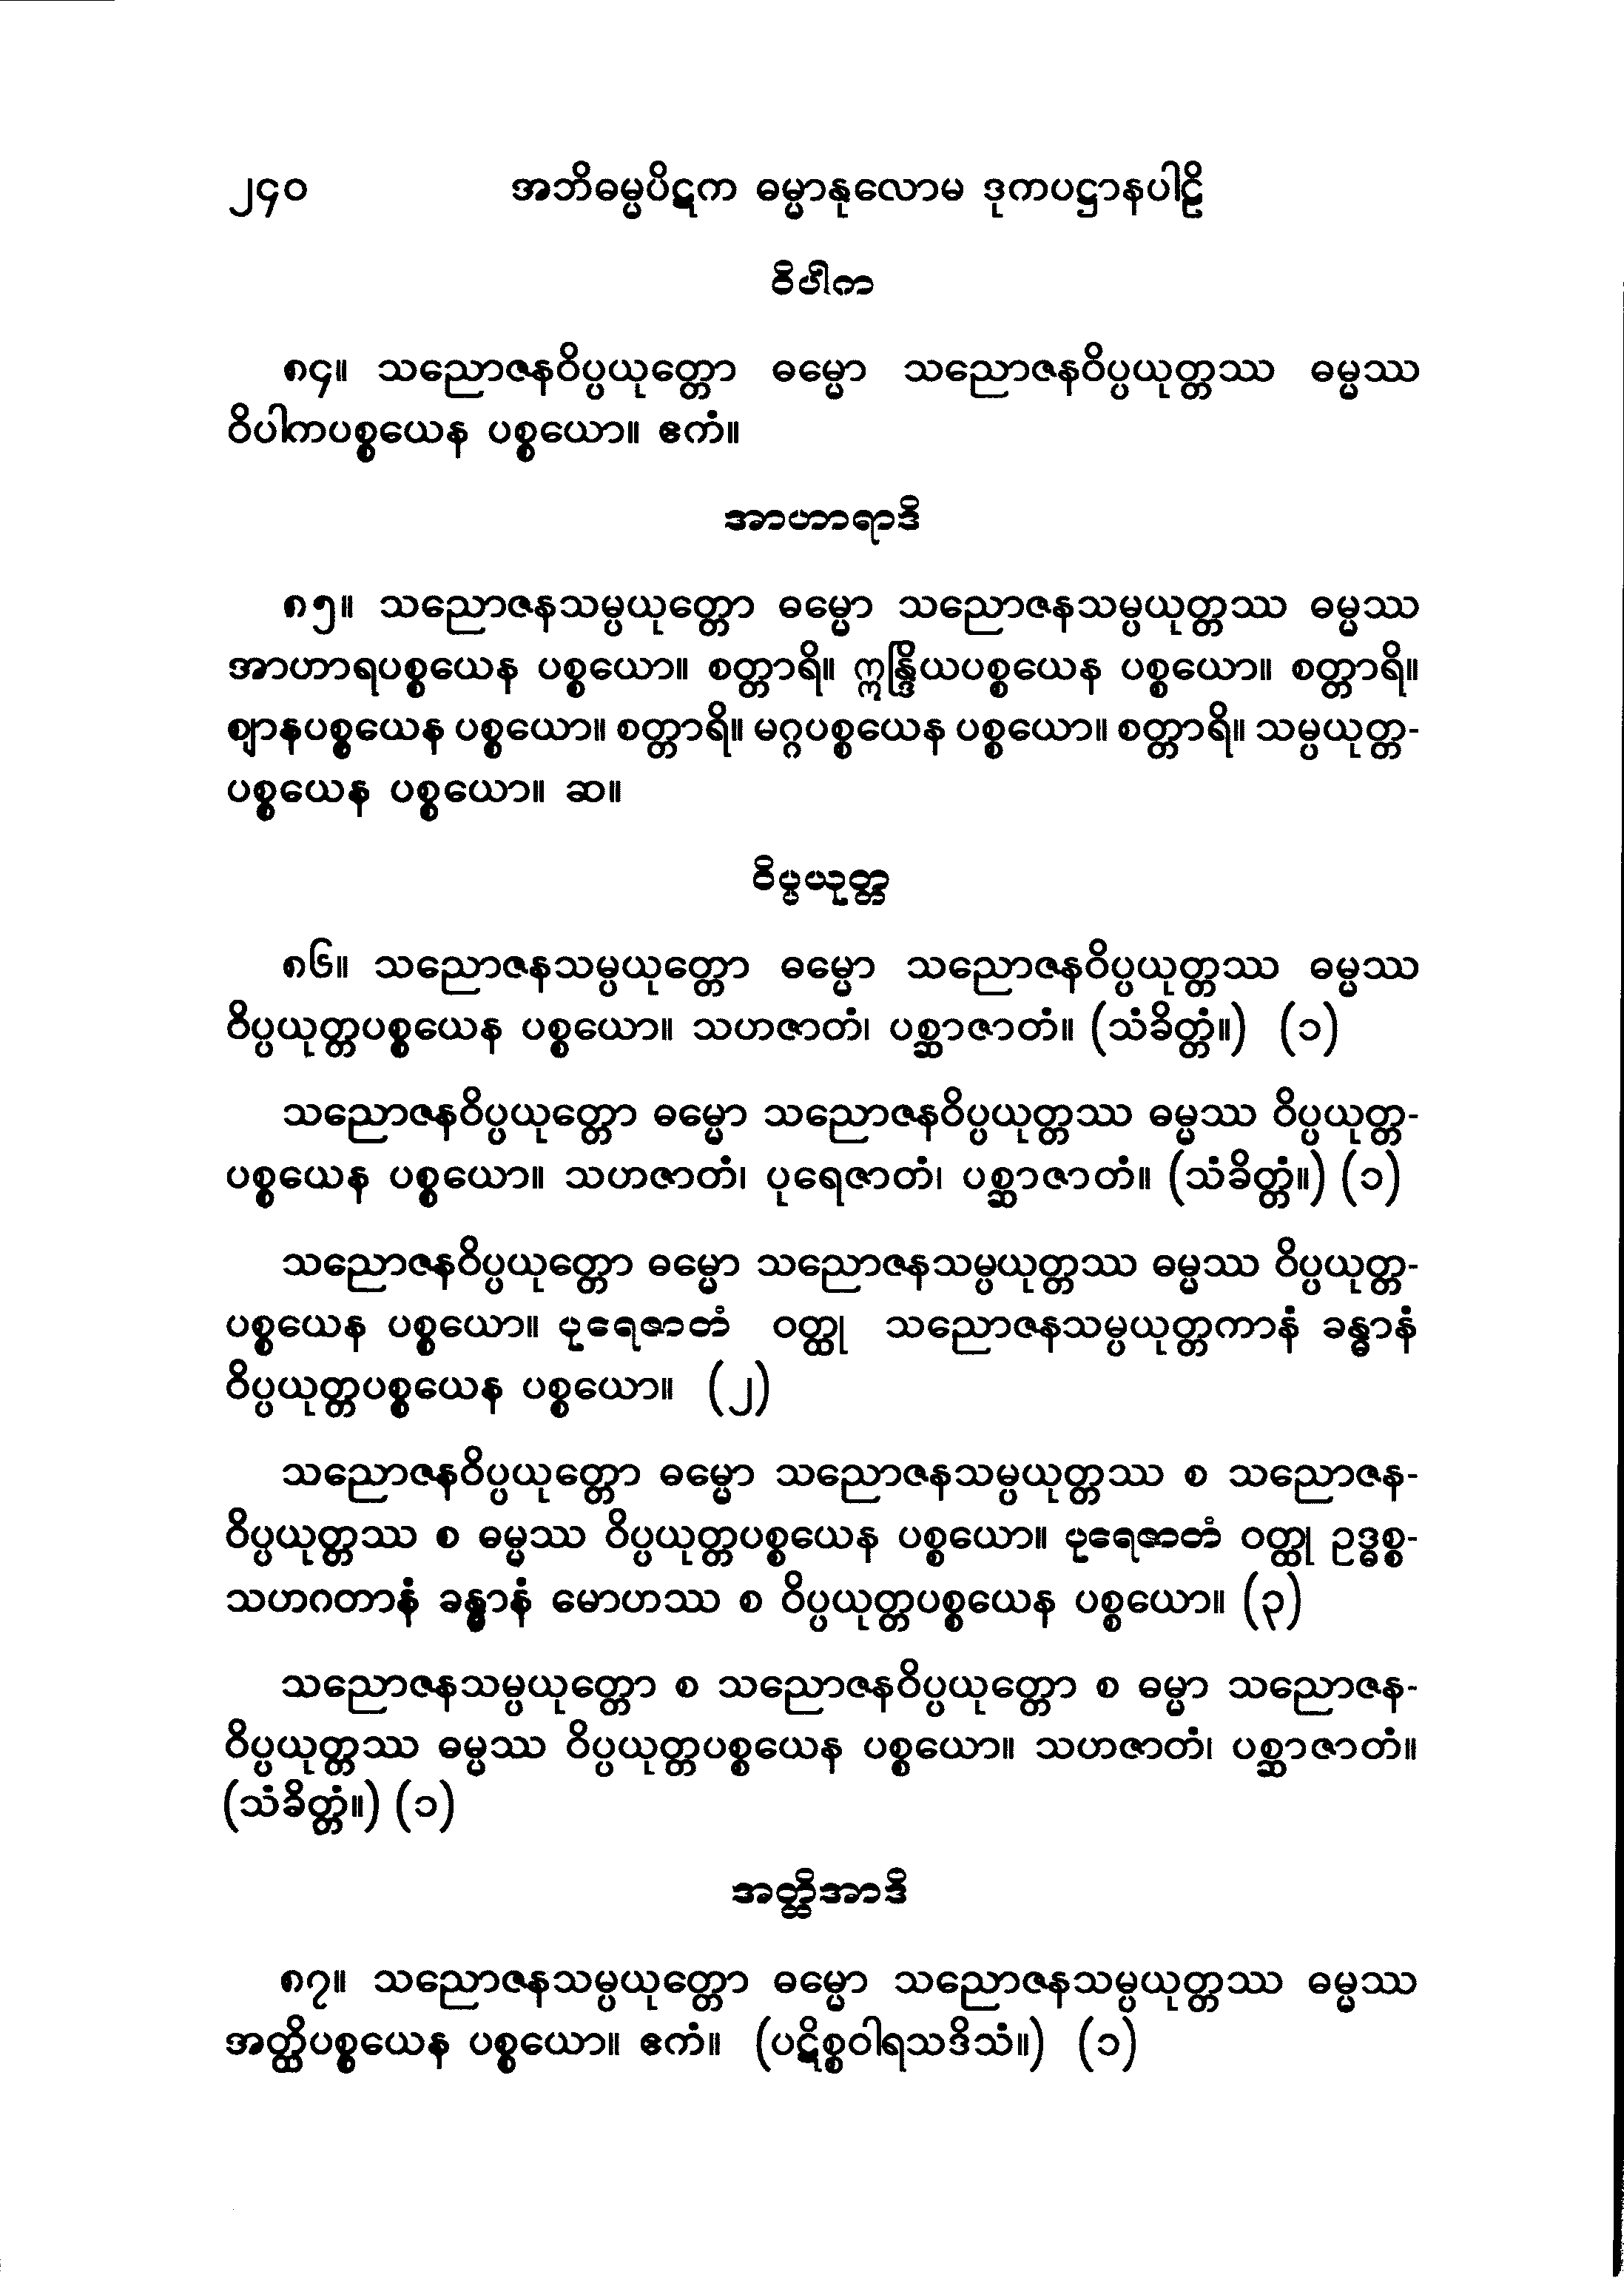 ၂၄၀ အဘိဓမ္မပိဋက ဓမ္မာနုလောမ ဒုကပဋ္ဌာနပါဠိ
ဝိပါက
၈၄။ သညောဇနဝိပ္ပယုတ္တော ဓမ္မော သညောဇနဝိပ္ပယုတ္တဿ ဓမ္မဿ
ဝိပါကပစ္စယေန ပစ္စယော။ ဧကံ။
အာဟာရာဒိ
၈၅။ သညောဇနသမ္ပယုတ္တော ဓမ္မော သညောဇနသမ္ပယုတ္တဿ ဓမ္မဿ
အာဟာရပစ္စယေန ပစ္စယော။ စတ္တာရိ။ ဣန္ဒြိယပစ္စယေန ပစ္စယော။ စတ္တာရိ။
ဈာနပစ္စယေန ပစ္စယော။ စတ္တာရိ။ မဂ္ဂပစ္စယေန ပစ္စယော။ စတ္တာရိ။ သမ္ပယုတ္တ-
ပစ္စယေန ပစ္စယော။ ဆ။
ဝိပ္ပယုတ္တ
၈၆။ သညောဇနသမ္ပယုတ္တော ဓမ္မော သညောဇနဝိပ္ပယုတ္တဿ ဓမ္မဿ
ဝိပ္ပယုတ္တပစ္စယေန ပစ္စယော။ သဟဇာတံ၊ ပစ္ဆာဇာတံ။ (သံခိတ္တံ။) (၁)
သညောဇနဝိပ္ပယုတ္တော ဓမ္မော သညောဇနဝိပ္ပယုတ္တဿ ဓမ္မဿ ဝိပ္ပယုတ္တ-
ပစ္စယေန ပစ္စယော။ သဟဇာတံ၊ ပုရေဇာတံ၊ ပစ္ဆာဇာတံ။ (သံခိတ္တံ။) (၁)
သညောဇနဝိပ္ပယုတ္တော ဓမ္မော သညောဇနသမ္ပယုတ္တဿ ဓမ္မဿ ဝိပ္ပယုတ္တ-
ပစ္စယေန ပစ္စယော။ ပုရေဇာတံ ဝတ္ထု သညောဇနသမ္ပယုတ္တကာနံ ခန္ဓာနံ
ဝိပ္ပယုတ္တပစ္စယေန ပစ္စယော။ (၂)
သညောဇနဝိပ္ပယုတ္တော ဓမ္မော သညောဇနသမ္ပယုတ္တဿ စ သညောဇန-
ဝိပ္ပယုတ္တဿ စ ဓမ္မဿ ဝိပ္ပယုတ္တပစ္စယေန ပစ္စယော။ ပုရေဇာတံ ဝတ္ထု ဥဒ္ဓစ္စ-
သဟဂတာနံ ခန္ဓာနံ မောဟဿ စ ဝိပ္ပယုတ္တပစ္စယေန ပစ္စယော။ (၃)
သညောဇနသမ္ပယုတ္တော စ သညောဇနဝိပ္ပယုတ္တော စ ဓမ္မာ သညောဇန-
ဝိပ္ပယုတ္တဿ ဓမ္မဿ ဝိပ္ပယုတ္တပစ္စယေန ပစ္စယော။ သဟဇာတံ၊ ပစ္ဆာဇာတံ။
(သံခိတ္တံ။) (၁)
အတ္ထိအာဒိ
၈၇။ သညောဇနသမ္ပယုတ္တော ဓမ္မော သညောဇနသမ္ပယုတ္တဿ ဓမ္မဿ
အတ္ထိပစ္စယေန ပစ္စယော။ ဧကံ။ (ပဋိစ္စဝါရသဒိသံ။) (၁)